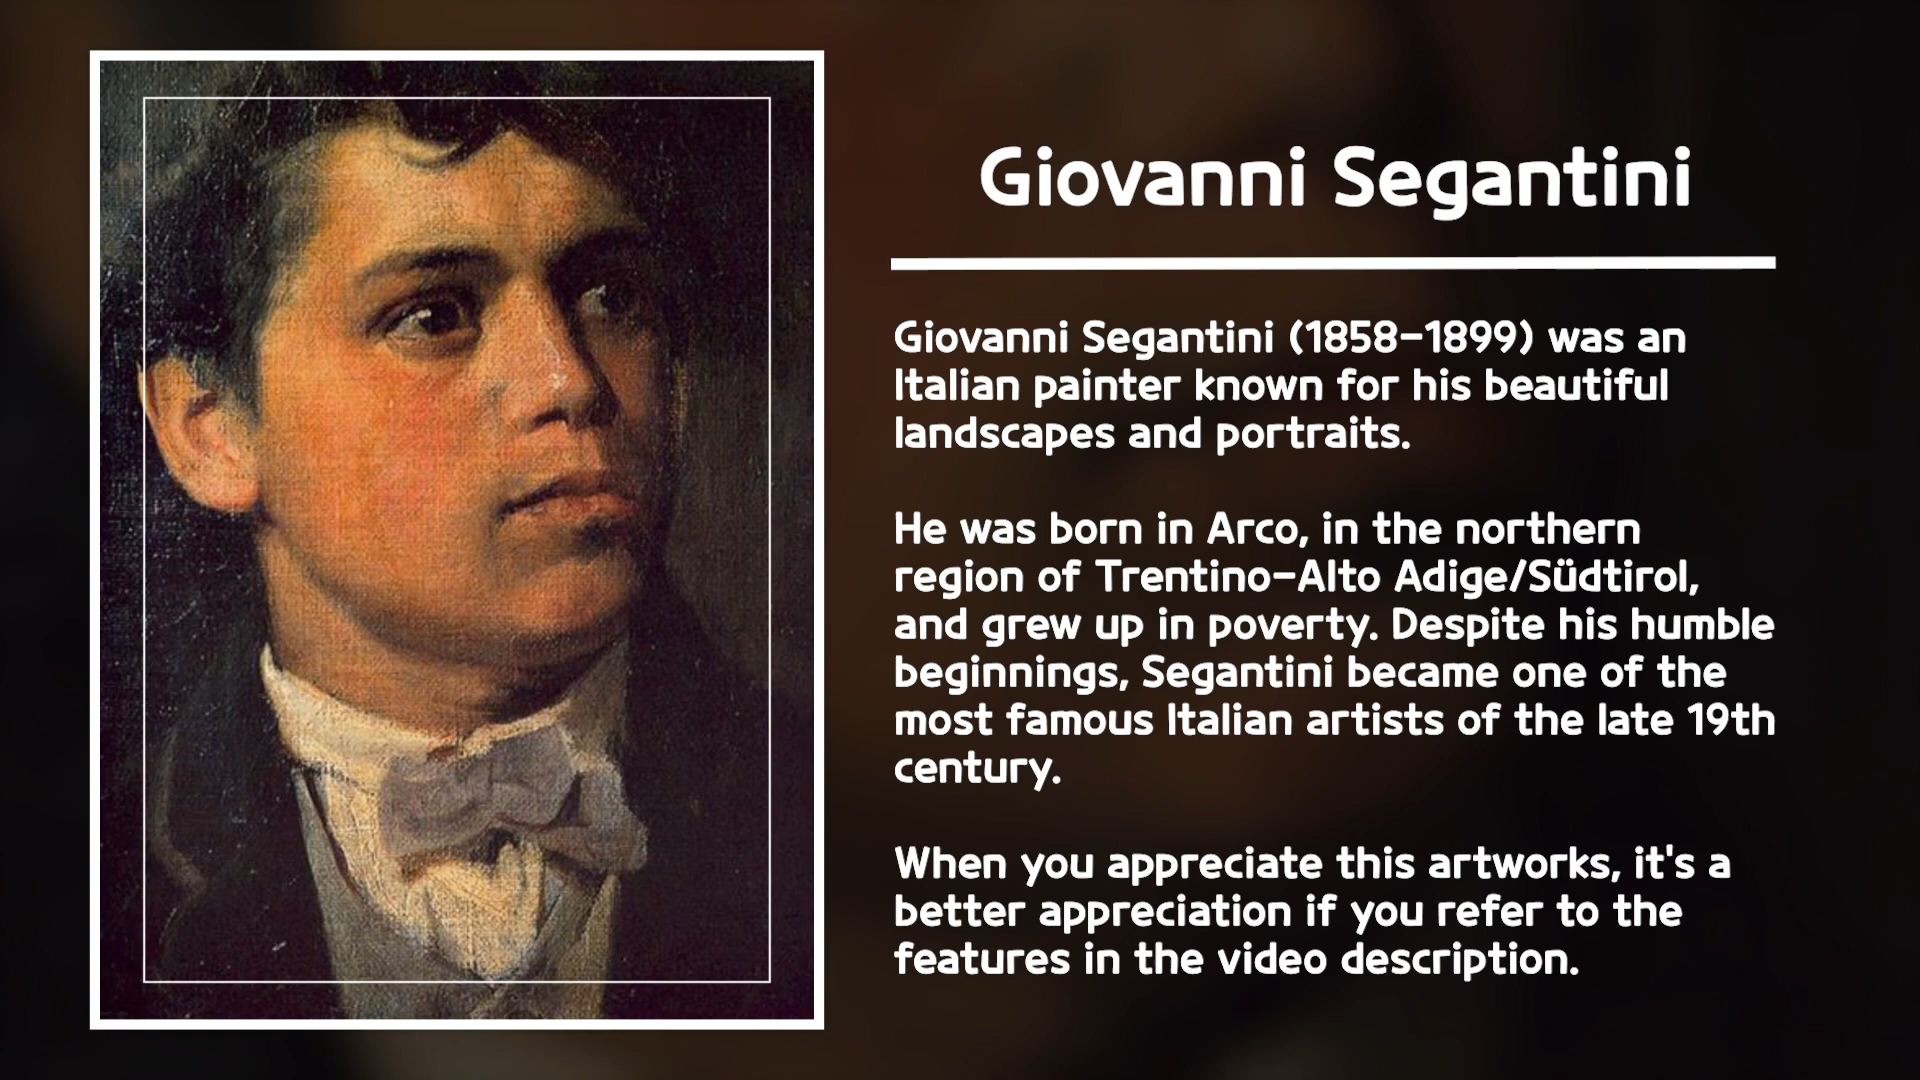 Giovanni Segantini
Giovanni Segantini (1858-1899) was an
Italian painter known for his beautiful
landscapes and portraits.
He was born in Arco, in the northern
region of Trentino-Alto Adige/Südtirol,
and grew up in poverty. Despite his humble
beginnings, Segantini became one of the
most famous Italian artists of the late 19th
century.
When you appreciate this artworks, it's a
better appreciation if you refer to the
features in the video description.